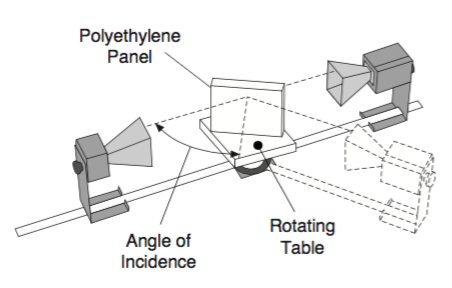 Polyethylene
Panel
Angle of
Incidence
Rotating
Table